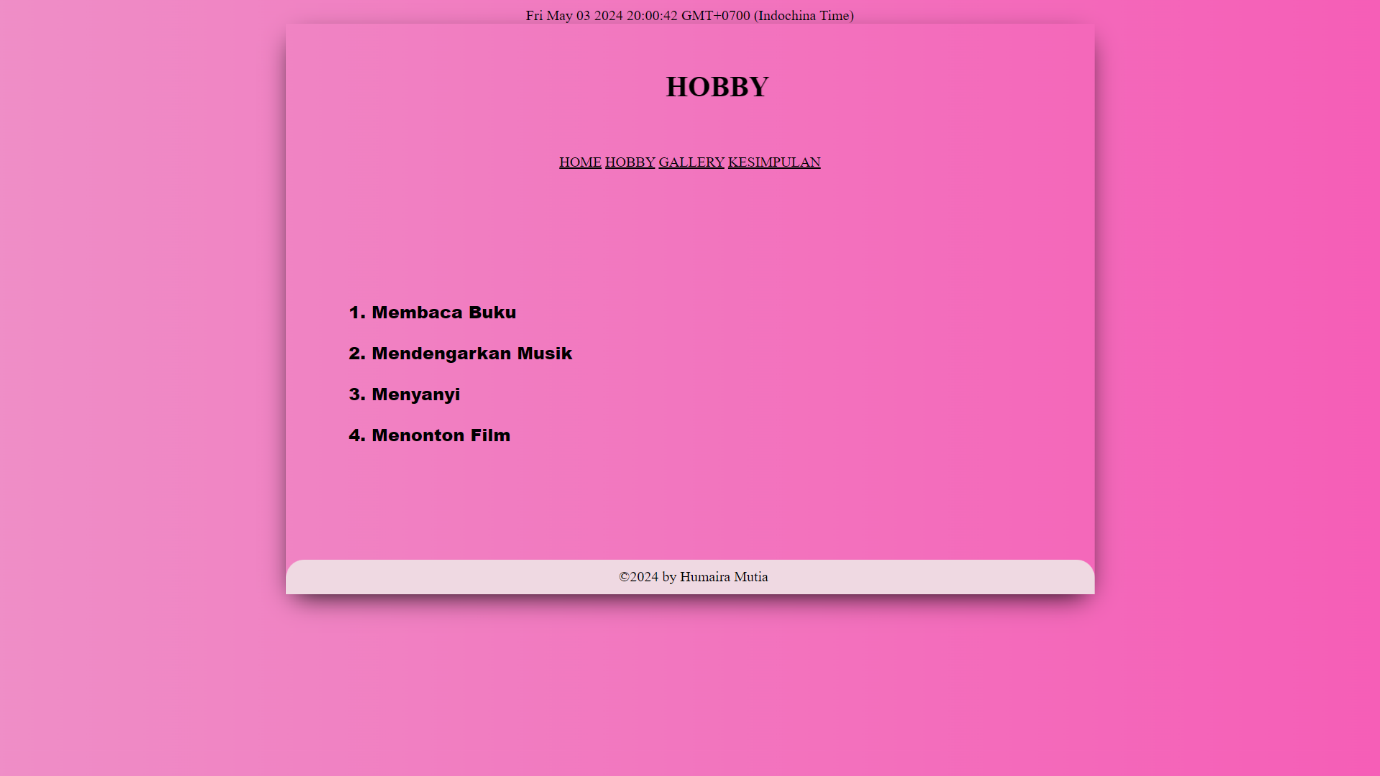 Fri May 03 2024 20:00:42 GMT+0700 (Indochina Time)
HOBBY
HOME HOBBY GALLERY KESIMPULAN
1. Membaca Buku
2. Mendengarkan Musik
3. Menyanyi
4. Menonton Film
©2024 by Humaira Mutia